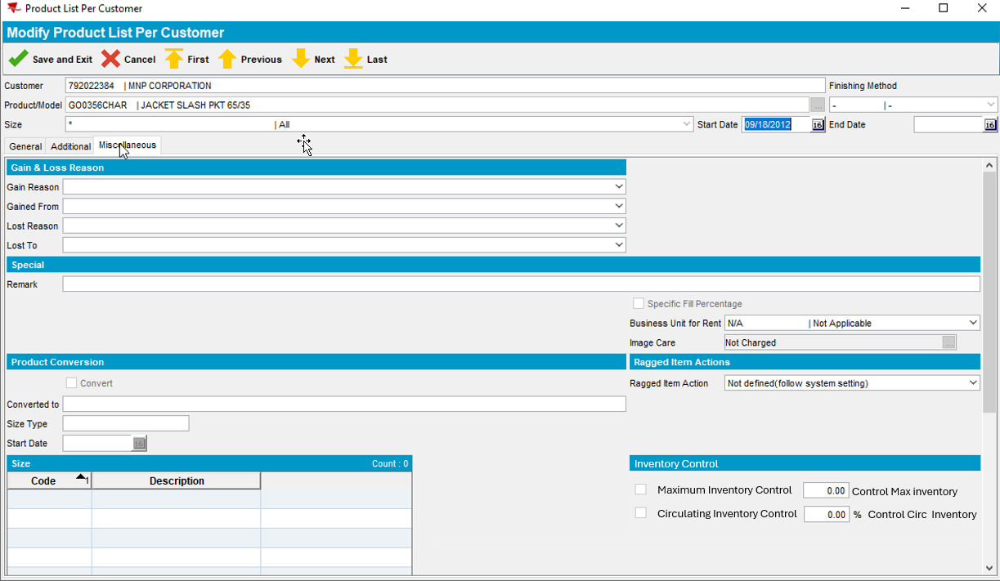 Product List Per Customer
Modify Product List Per Customer
Save and Exit Cancel First Previous Next Last
Customer 792022384 | MNP CORPORATION Finishing Method
Product/Model GO0356CHAR | JACKET SLASH PKT 65/35 ... - | -
Size * | All Start Date 09/18/2012 16 End Date 16
General Additional Miscellaneous
Gain & Loss Reason
Gain Reason
Gained From
Lost Reason
Lost To
Special
Remark
Specific Fill Percentage
Business Unit for Rent N/A | Not Applicable
Image Care Not Charged ...
Product Conversion Ragged Item Actions
Convert Ragged Item Action Not defined(follow system setting)
Converted to
Size Type
Start Date 16
Size Count : 0 Inventory Control
Code 1 Description
Maximum Inventory Control 0.00 Control Max inventory
Circulating Inventory Control 0.00 % Control Circ Inventory